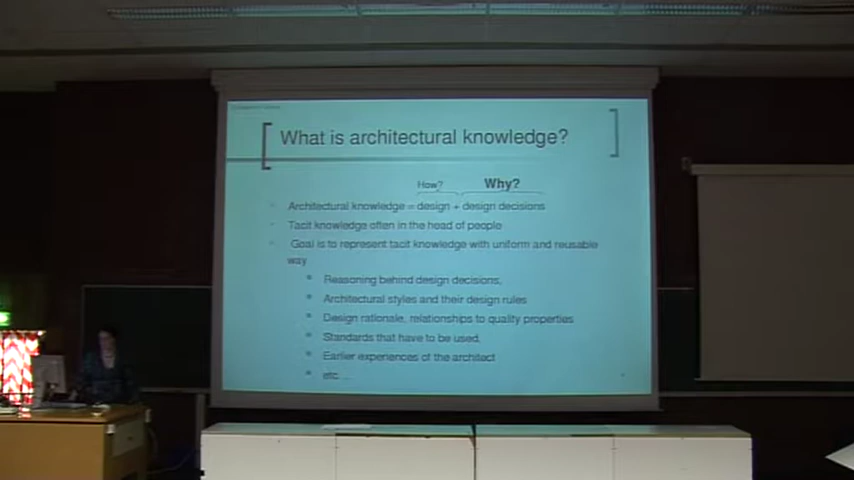 What is architectural knowledge?
How? Why?
Architectural knowledge = design + design decisions
Tacit knowledge often in the head of people
Goal is to represent tacit knowledge with uniform and reusable
way
Reasoning behind design decisions,
Architectural styles and their design rules
Design rationale, relationships to quality properties
Standards that have to be used,
Earlier experiences of the architect
etc...